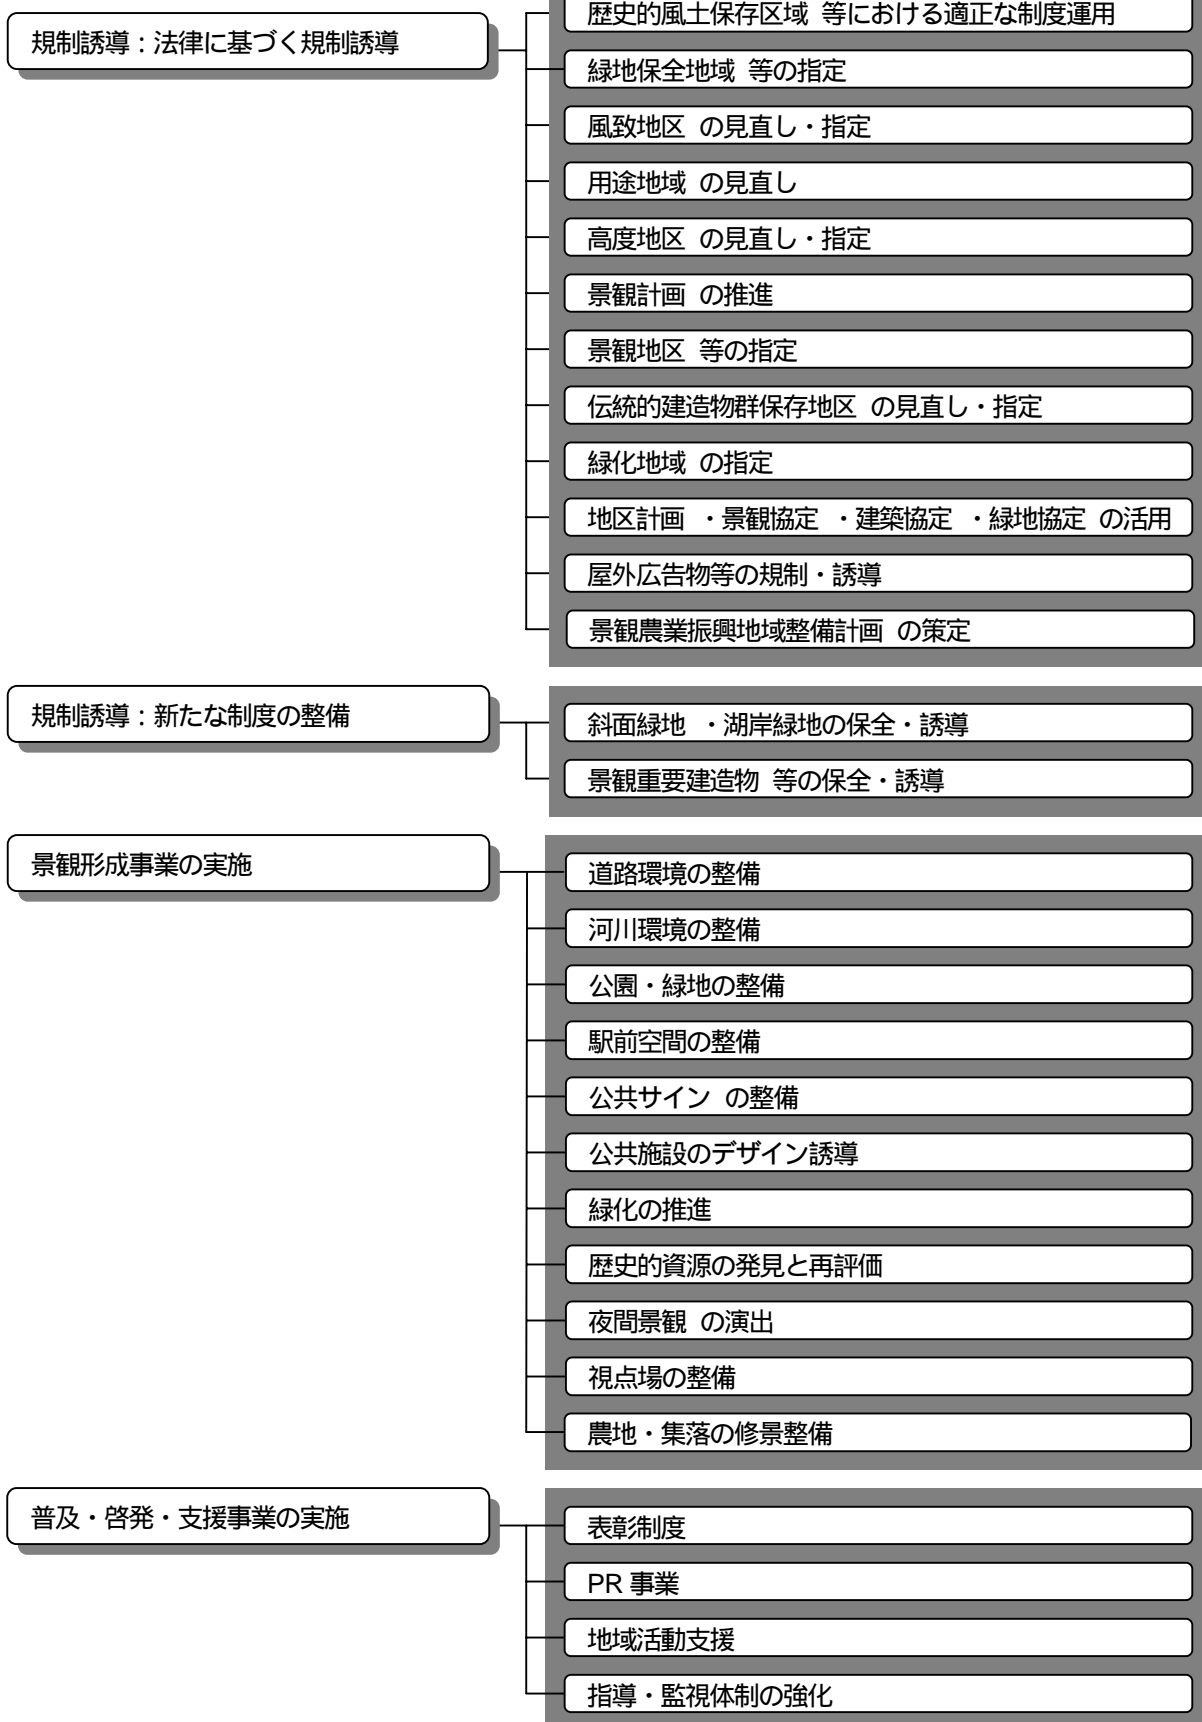 規制誘導：法律に基づく規制誘導
歴史的風土保存区域 等における適正な制度運用
緑地保全地域 等の指定
風致地区 の見直し・指定
用途地域 の見直し
高度地区 の見直し・指定
景観計画 の推進
景観地区 等の指定
伝統的建造物群保存地区 の見直し・指定
緑化地域 の指定
地区計画 ・景観協定 ・建築協定 ・緑地協定 の活用
屋外広告物等の規制・誘導
景観農業振興地域整備計画 の策定
規制誘導：新たな制度の整備
斜面緑地 ・湖岸緑地の保全・誘導
景観重要建造物 等の保全・誘導
景観形成事業の実施
道路環境の整備
河川環境の整備
公園・緑地の整備
駅前空間の整備
公共サイン の整備
公共施設のデザイン誘導
緑化の推進
歴史的資源の発見と再評価
夜間景観 の演出
視点場の整備
農地・集落の修景整備
普及・啓発・支援事業の実施
表彰制度
PR 事業
地域活動支援
指導・監視体制の強化